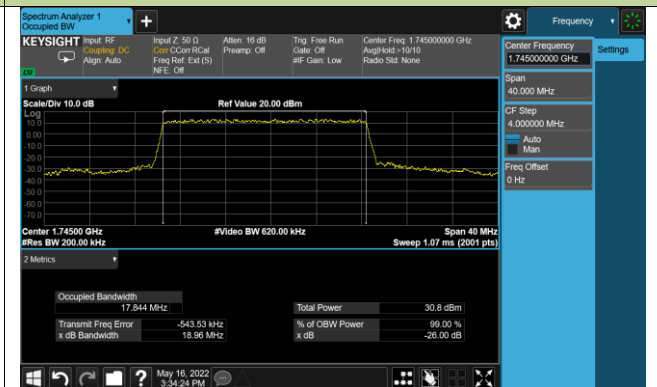 Spectrum Analyzer 1
Occupied BW
Frequency
KEYSIGHT
Input: RF
Coupling: DC
Align: Auto
Input Z: 50 Ω
Corr CCorr RCal
Freq Ref: Ext (S)
NFE: Off
Atten: 16 dB
Preamp: Off
Trig: Free Run
Gate: Off
#IF Gain: Low
Center Freq: 1.745000000 GHz
Avg|Hold:>10/10
Radio Std: None
LU
Center Frequency
1.745000000 GHz
Settings
Span
40.000 MHz
CF Step
4.000000 MHz
Auto
Man
Freq Offset
0 Hz
1 Graph
Scale/Div 10.0 dB
Ref Value 20.00 dBm
Log
10.0
0.00
-10.0
-20.0
-30.0
-40.0
-50.0
-60.0
-70.0
Center 1.74500 GHz
#Video BW 620.00 kHz
Span 40 MHz
#Res BW 200.00 kHz
Sweep 1.07 ms (2001 pts)
2 Metrics
Occupied Bandwidth
17.844 MHz
Total Power
30.8 dBm
Transmit Freq Error
-543.53 kHz
% of OBW Power
99.00 %
x dB Bandwidth
18.96 MHz
x dB
-26.00 dB
?
May 16, 2022
3:34:24 PM